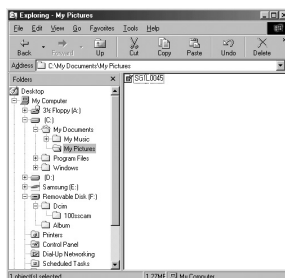 Exploring - My Pictures
File Edit View Go Favorites Tools Help
Back Forward Up Cut Copy Paste Undo Delete
Address C:\My Documents\My Pictures
Folders
Desktop
My Computer
3½ Floppy (A:)
(C:)
My Documents
My Music
My Pictures
Program Files
Windows
(D:)
Samsung (E:)
Removable Disk (F:)
Dcim
100sscam
Album
Printers
Control Panel
Dial-Up Networking
Scheduled Tasks
1 object(s) selected
My Computer